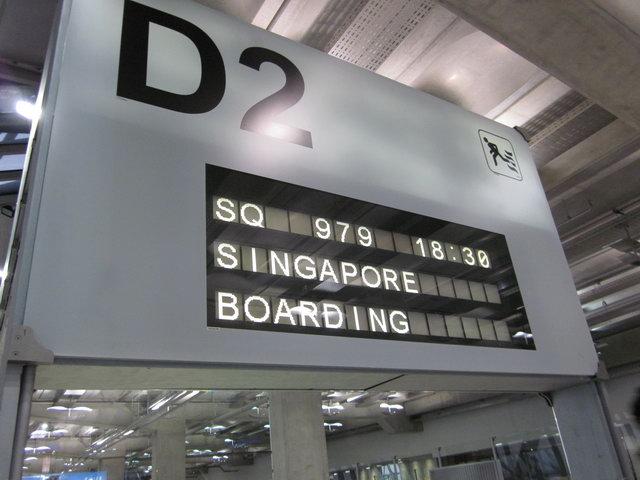 D2
SQ 979 18:30
SINGAPORE
BOARDING